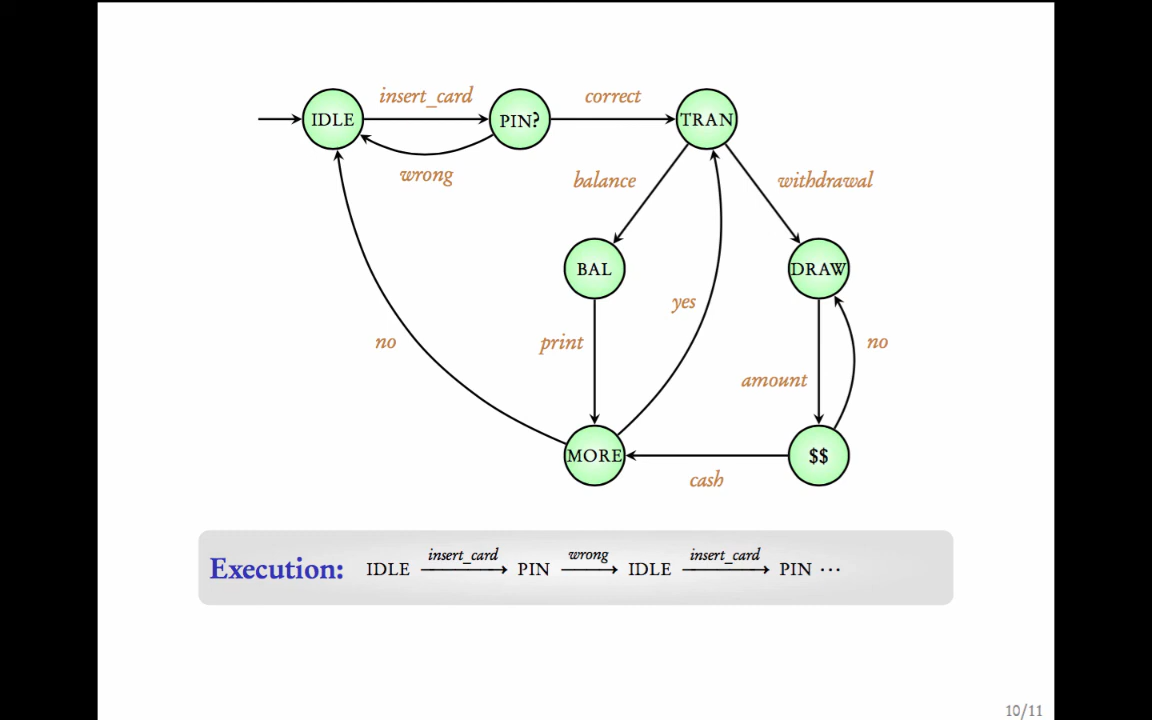 insert_card
correct
IDLE
PIN?
TRAN
wrong
balance
withdrawal
BAL
DRAW
yes
no
print
no
amount
MORE
$$
cash
Execution: IDLE insert_card PIN wrong IDLE insert_card PIN ···
10/11